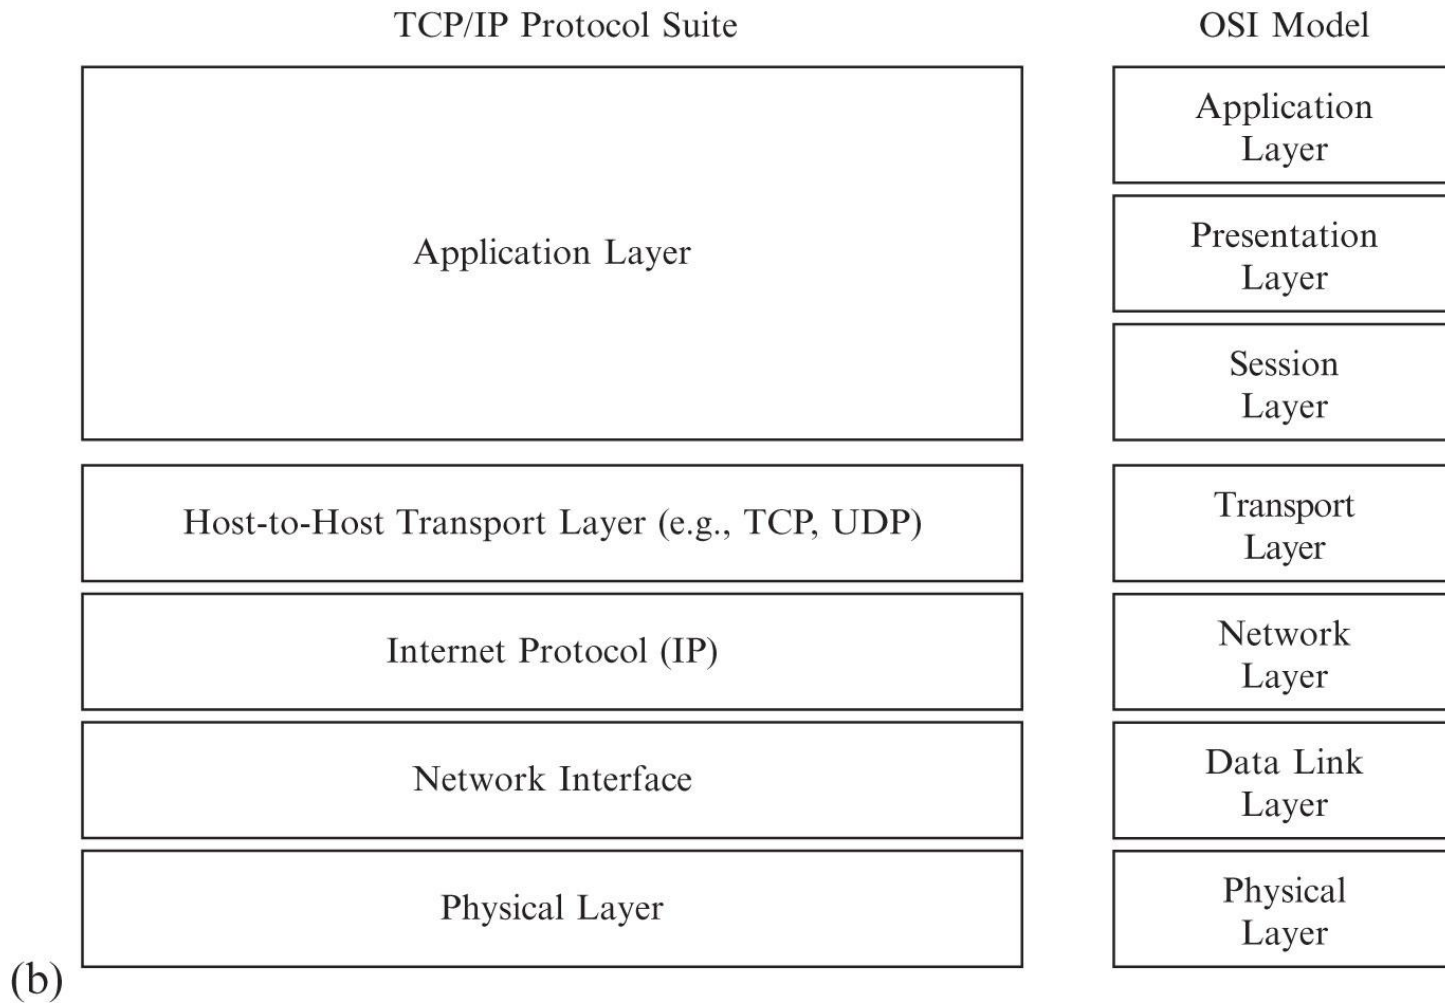 TCP/IP Protocol Suite
OSI Model
Application Layer
Application
Layer
Presentation
Layer
Session
Layer
Host-to-Host Transport Layer (e.g., TCP, UDP)
Transport
Layer
Internet Protocol (IP)
Network
Layer
Network Interface
Data Link
Layer
Physical Layer
Physical
Layer
(b)